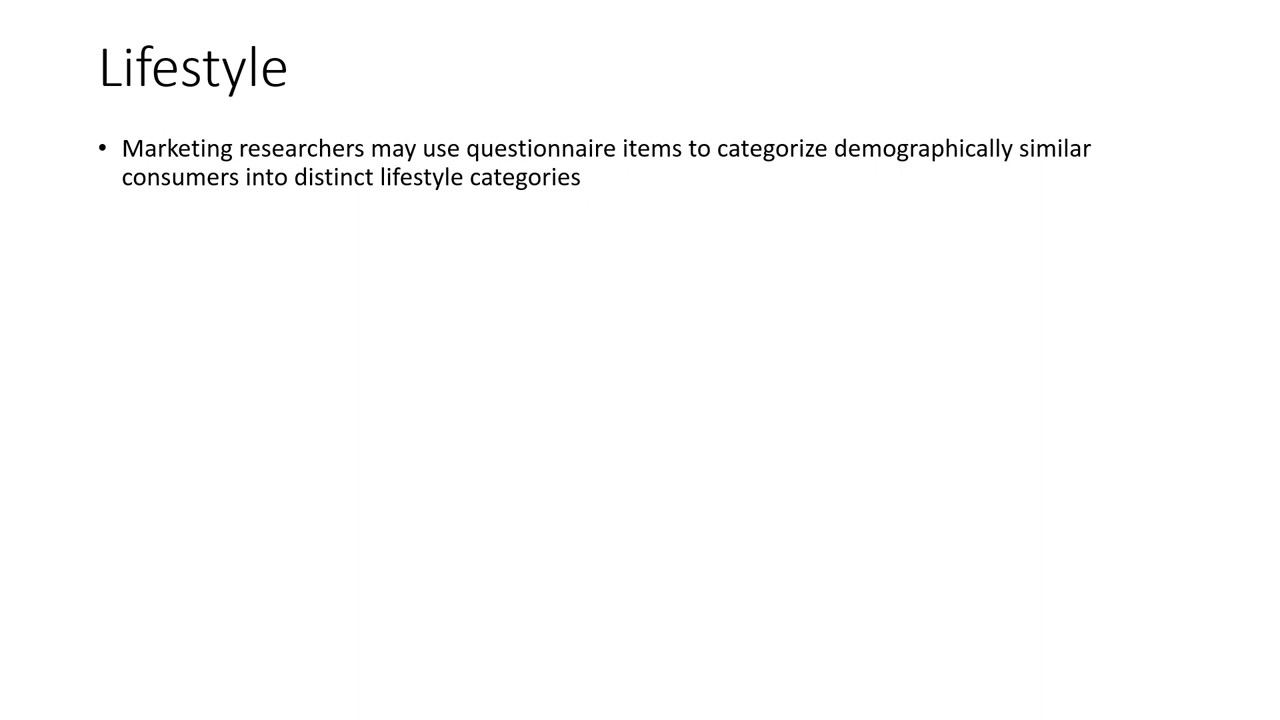 Lifestyle
• Marketing researchers may use questionnaire items to categorize demographically similar
consumers into distinct lifestyle categories